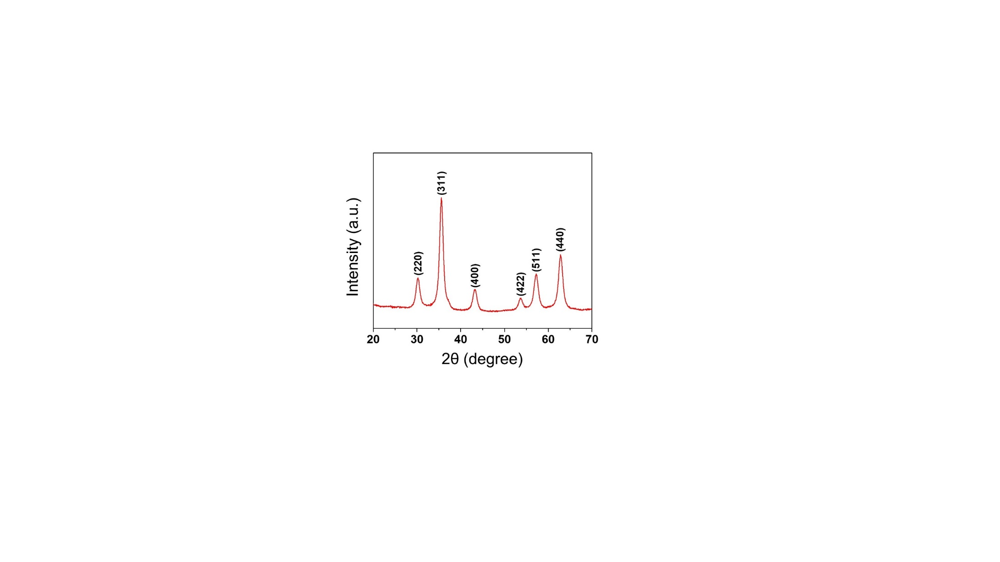 (311)
(440)
(511)
(220)
(400)
(422)
Intensity (a.u.)
20 30 40 50 60 70
2θ (degree)